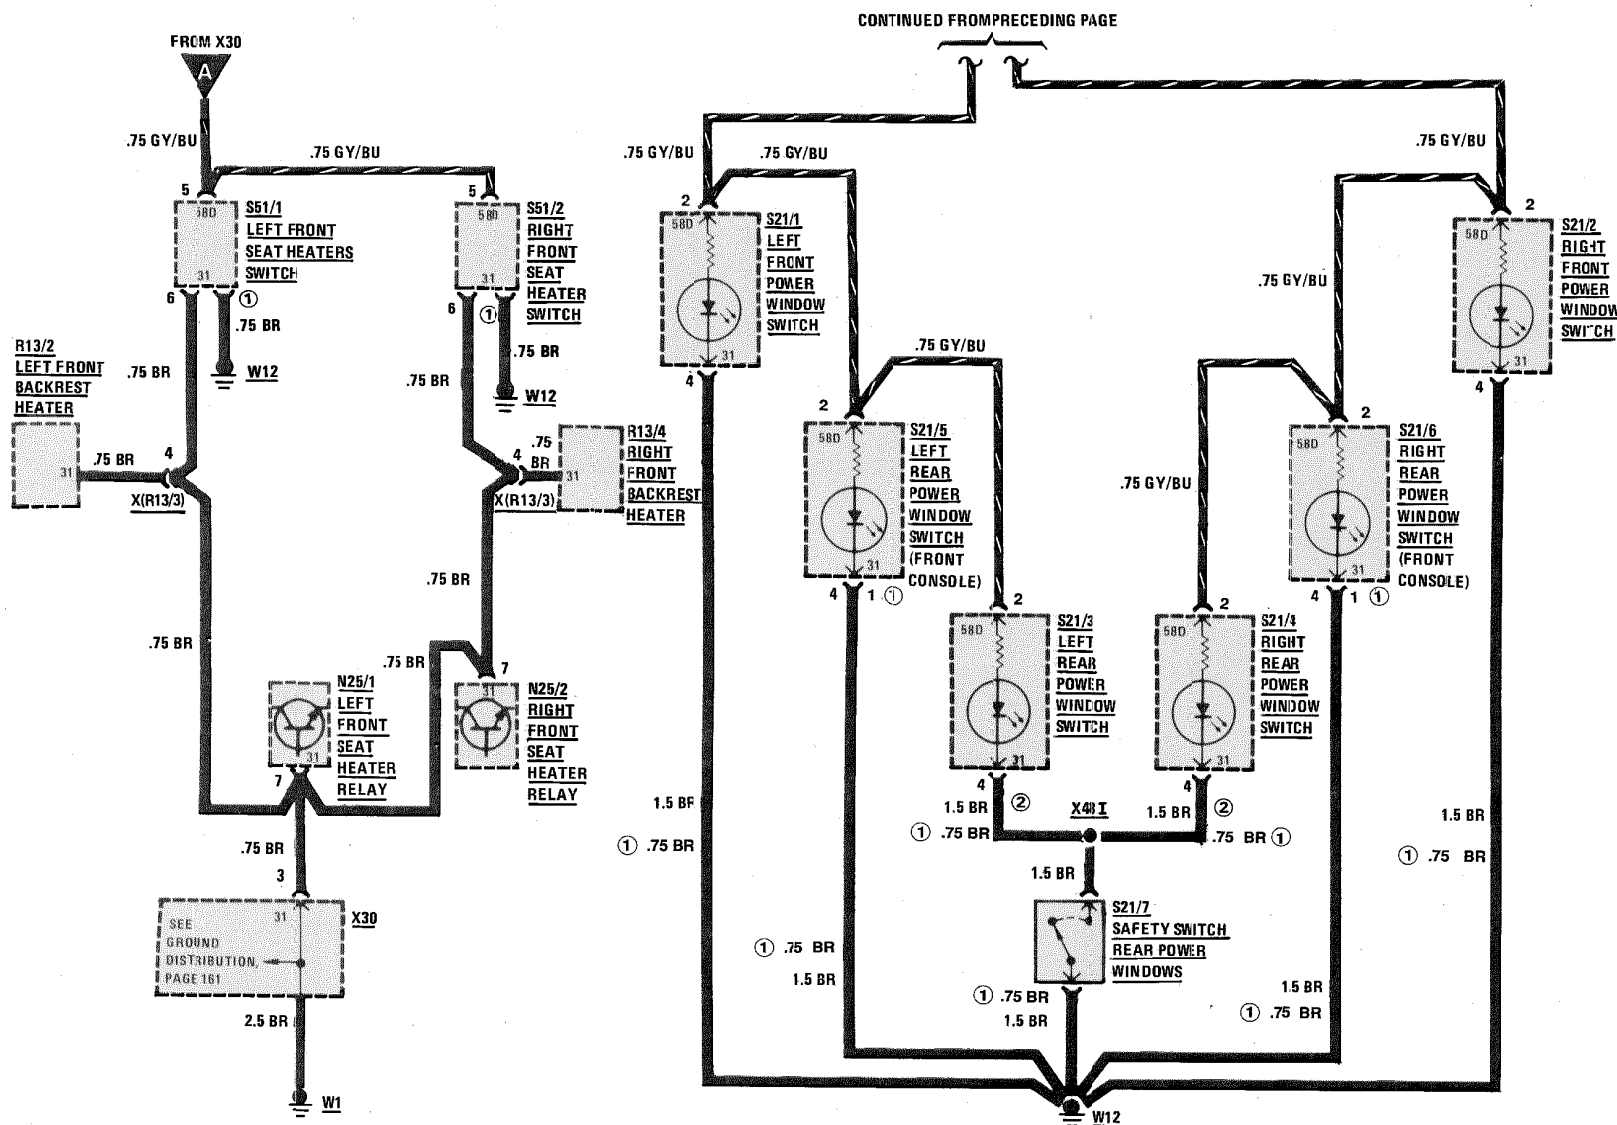 CONTINUED FROMPRECEDING PAGE
FROM X30
A
.75 GY/BU
.75 GY/BU
5
58D
31
S51/1
LEFT FRONT
SEAT HEATERS
SWITCH
6
①
.75 BR
W12
5
58D
31
S51/2
RIGHT
FRONT
SEAT
HEATER
SWITCH
6
①
.75 BR
W12
R13/2
LEFT FRONT
BACKREST
HEATER
31
.75 BR
.75 BR
4
X(R13/3)
.75 BR
4
X(R13/3)
.75
BR
31
R13/4
RIGHT
FRONT
BACKREST
HEATER
.75 BR
.75 BR
.75 BR
N25/1
LEFT
FRONT
SEAT
HEATER
RELAY
31
7
7
31
N25/2
RIGHT
FRONT
SEAT
HEATER
RELAY
.75 BR
3
31
X30
SEE
GROUND
DISTRIBUTION,
PAGE 161
2.5 BR
W1
.75 GY/BU
.75 GY/BU
2
58D
31
S21/1
LEFT
FRONT
POWER
WINDOW
SWITCH
4
.75 GY/BU
2
58D
31
S21/5
LEFT
REAR
POWER
WINDOW
SWITCH
(FRONT
CONSOLE)
4
1 ①
2
58D
31
S21/3
LEFT
REAR
POWER
WINDOW
SWITCH
4
1.5 BR
②
① .75 BR
.75 GY/BU
2
58D
31
S21/2
RIGHT
FRONT
POWER
WINDOW
SWITCH
4
.75 GY/BU
2
58D
31
S21/6
RIGHT
REAR
POWER
WINDOW
SWITCH
(FRONT
CONSOLE)
4
1 ①
.75 GY/BU
2
58D
31
S21/4
RIGHT
REAR
POWER
WINDOW
SWITCH
4
1.5 BR
②
.75 BR ①
X48 I
1.5 BR
S21/7
SAFETY SWITCH
REAR POWER
WINDOWS
① .75 BR
1.5 BR
1.5 BR
① .75 BR
① .75 BR
1.5 BR
1.5 BR
① .75 BR
1.5 BR
① .75 BR
W12